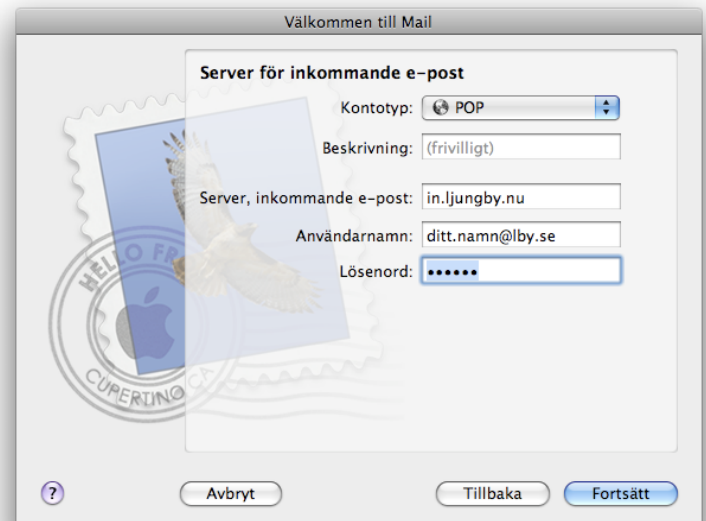 Välkommen till Mail
Server för inkommande e-post
Kontotyp: POP
Beskrivning: (frivilligt)
Server, inkommande e-post: in.ljungby.nu
Användarnamn: ditt.namn@lby.se
Lösenord: ••••••
HELLO FR
CUPERTINO CA
? Avbryt Tillbaka Fortsätt